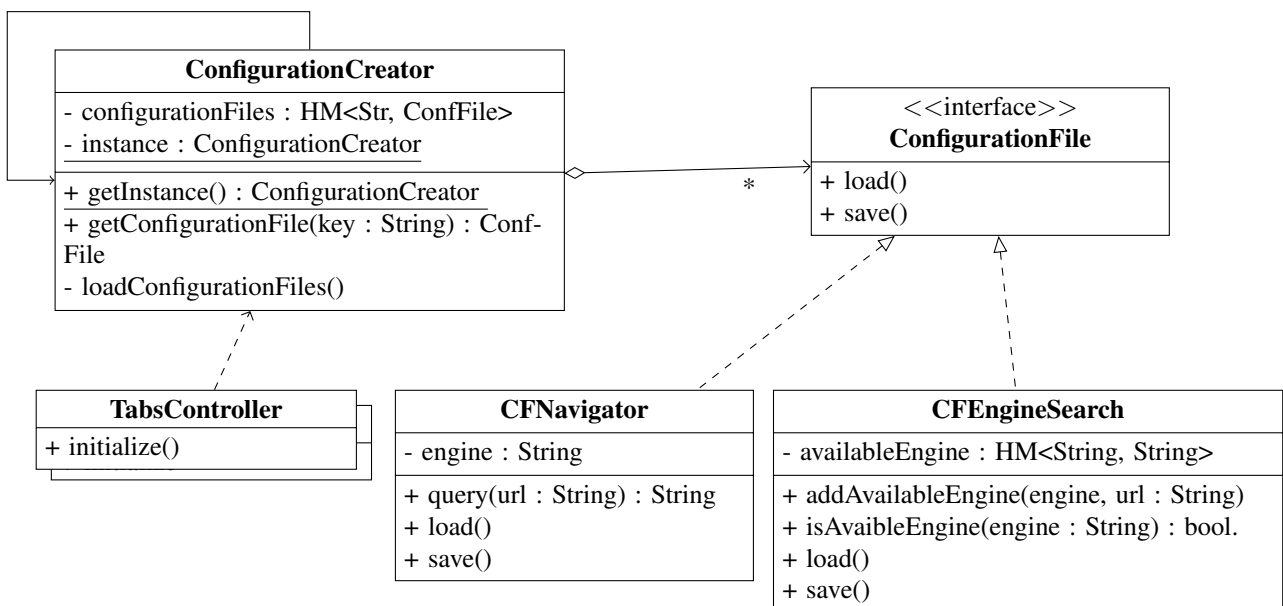 ConfigurationCreator
- configurationFiles : HM<Str, ConfFile>
- instance : ConfigurationCreator
+ getInstance() : ConfigurationCreator
+ getConfigurationFile(key : String) : Conf-
File
- loadConfigurationFiles()
<<interface>>
ConfigurationFile
+ load()
+ save()
*
TabsController
+ initialize()
CFNavigator
- engine : String
+ query(url : String) : String
+ load()
+ save()
CFEngineSearch
- availableEngine : HM<String, String>
+ addAvailableEngine(engine, url : String)
+ isAvaibleEngine(engine : String) : bool.
+ load()
+ save()